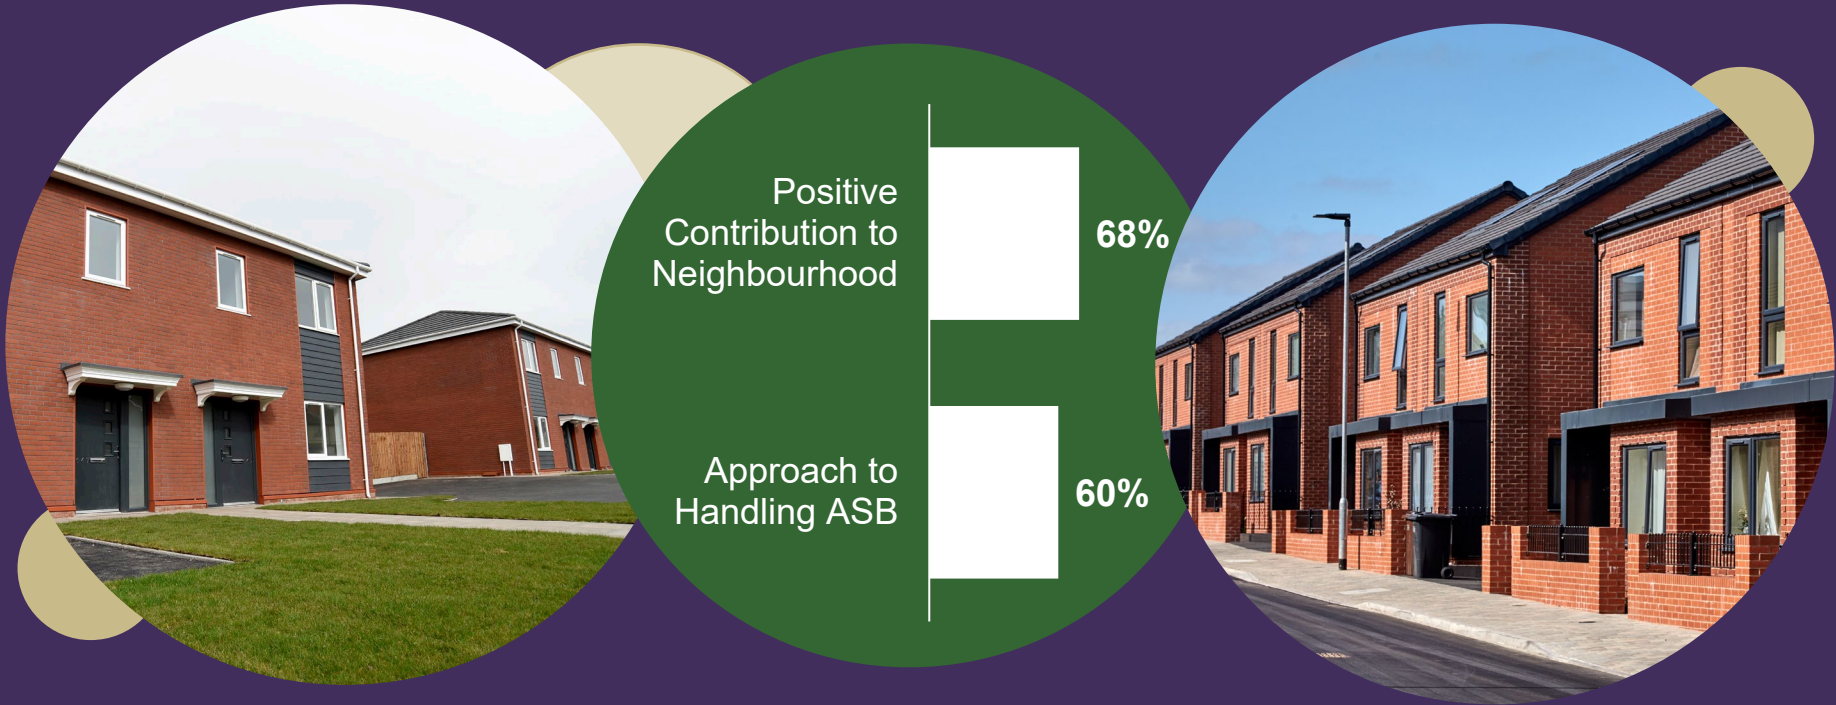 Positive
Contribution to
Neighbourhood
68%
Approach to
Handling ASB
60%